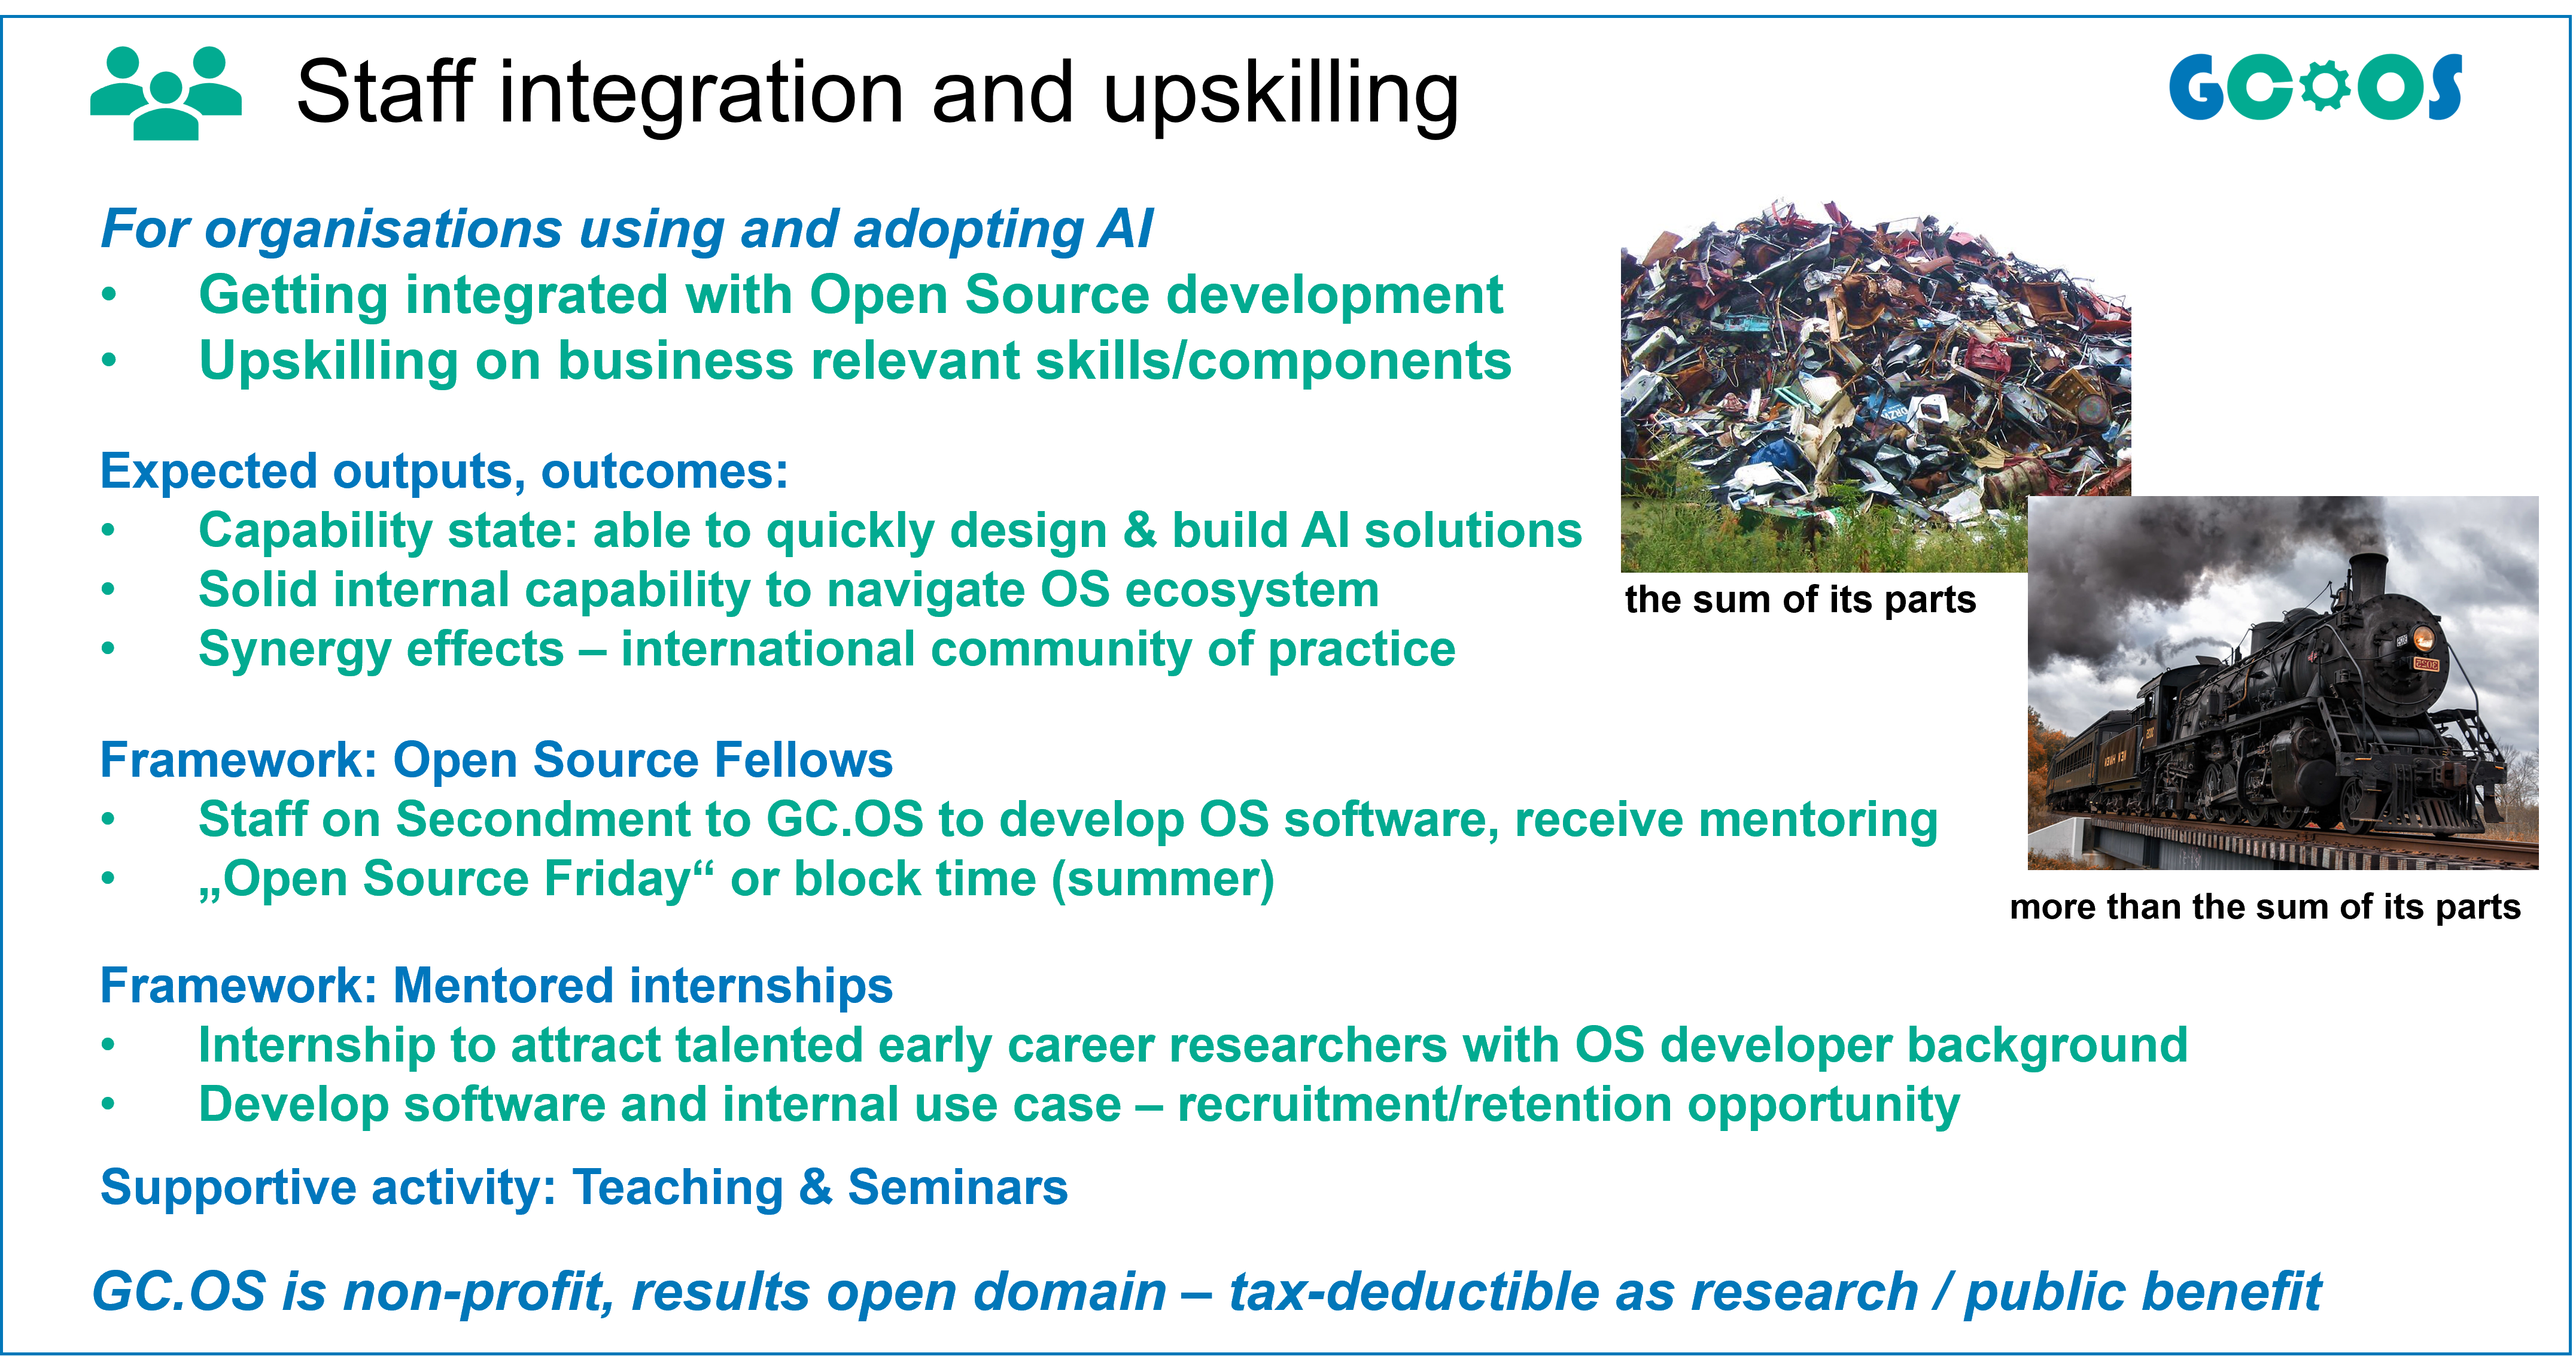 Staff integration and upskilling
GCOS
For organisations using and adopting AI
• Getting integrated with Open Source development
• Upskilling on business relevant skills/components
Expected outputs, outcomes:
• Capability state: able to quickly design & build AI solutions
• Solid internal capability to navigate OS ecosystem
• Synergy effects – international community of practice
the sum of its parts
Framework: Open Source Fellows
• Staff on Secondment to GC.OS to develop OS software, receive mentoring
• „Open Source Friday“ or block time (summer)
more than the sum of its parts
Framework: Mentored internships
• Internship to attract talented early career researchers with OS developer background
• Develop software and internal use case – recruitment/retention opportunity
Supportive activity: Teaching & Seminars
GC.OS is non-profit, results open domain – tax-deductible as research / public benefit